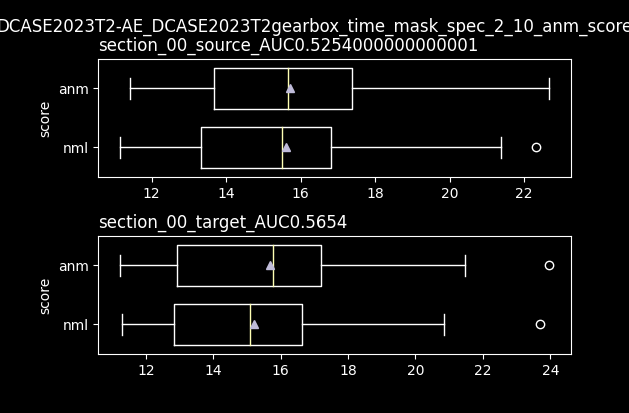 DCASE2023T2-AE_DCASE2023T2gearbox_time_mask_spec_2_10_anm_score
section_00_source_AUC0.5254000000000001
score
anm
nml
12 14 16 18 20 22
section_00_target_AUC0.5654
score
anm
nml
12 14 16 18 20 22 24